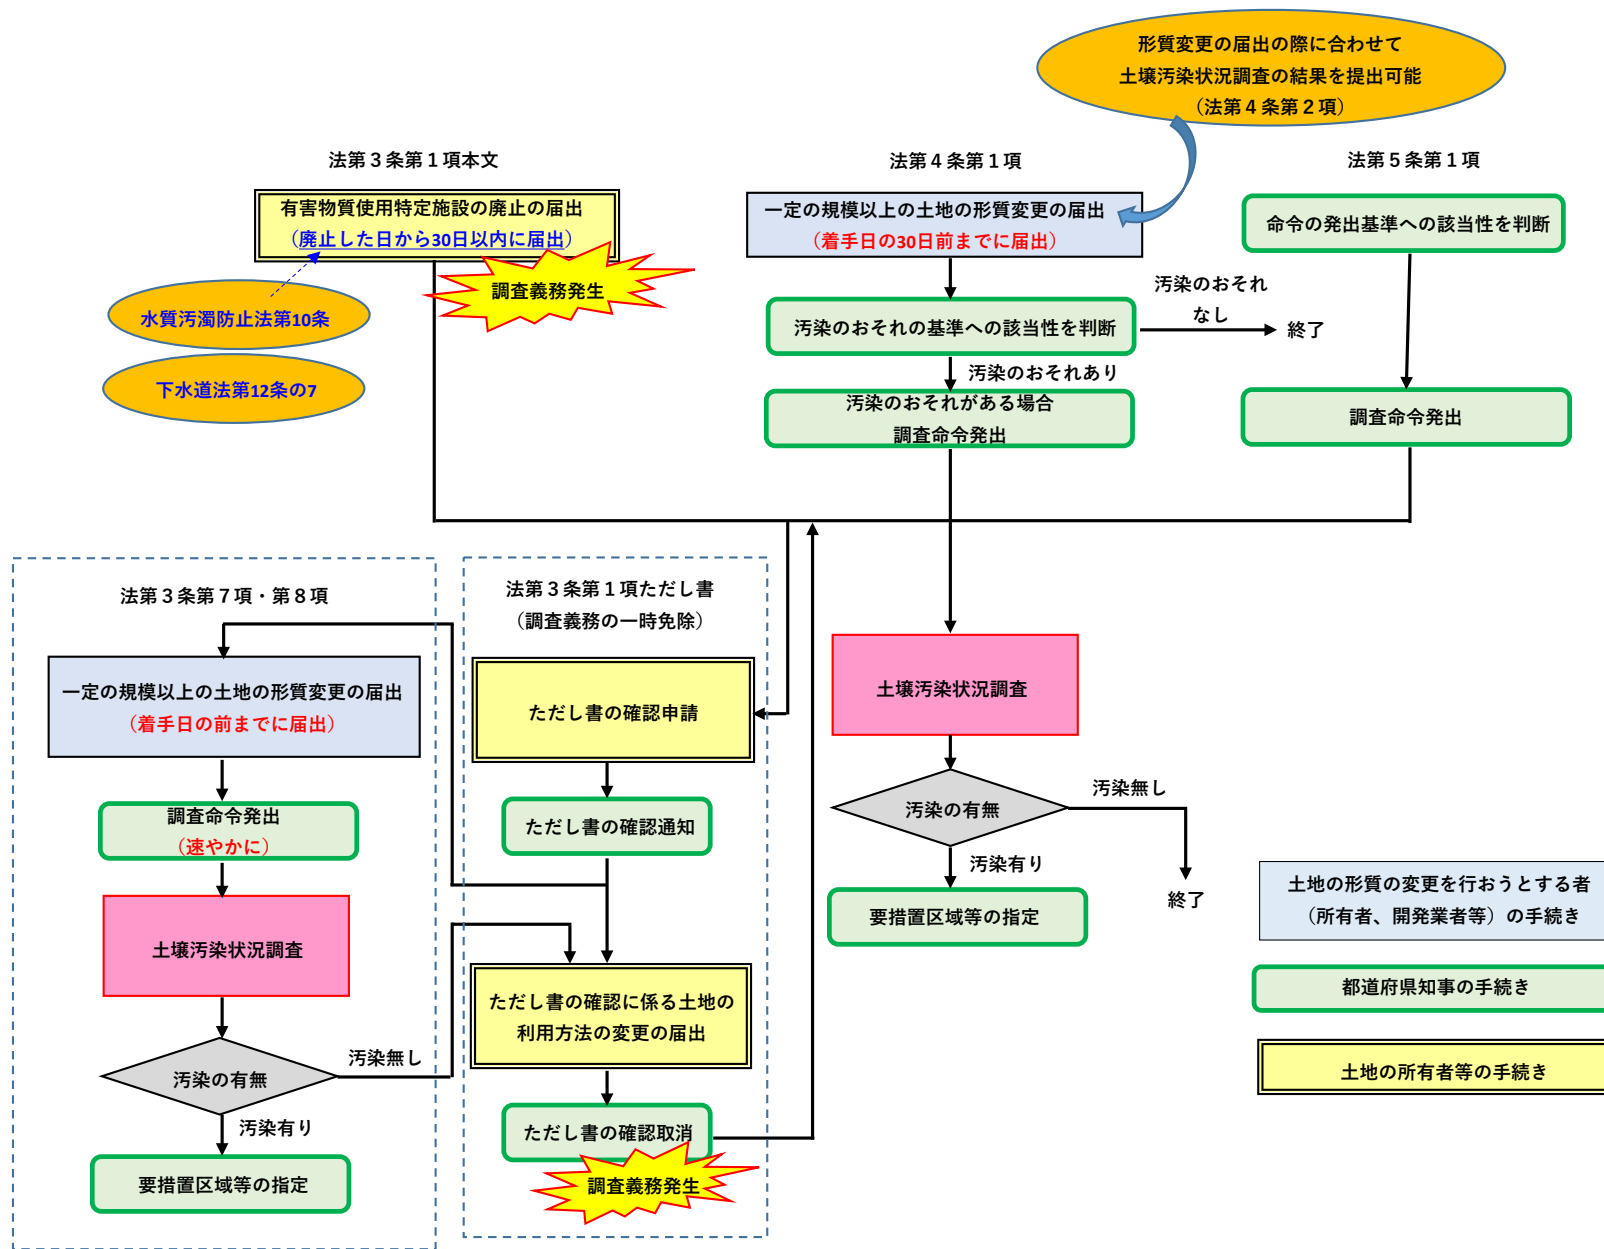 形質変更の届出の際に合わせて
土壌汚染状況調査の結果を提出可能
（法第４条第２項）
法第３条第１項本文
有害物質使用特定施設の廃止の届出
（廃止した日から30日以内に届出）
調査義務発生
水質汚濁防止法第10条
下水道法第12条の7
法第４条第１項
一定の規模以上の土地の形質変更の届出
（着手日の30日前までに届出）
汚染のおそれの基準への該当性を判断
汚染のおそれ
なし
終了
汚染のおそれあり
汚染のおそれがある場合
調査命令発出
法第５条第１項
命令の発出基準への該当性を判断
調査命令発出
法第３条第７項・第８項
一定の規模以上の土地の形質変更の届出
（着手日の前までに届出）
調査命令発出
（速やかに）
土壌汚染状況調査
汚染の有無
汚染無し
汚染有り
要措置区域等の指定
法第３条第１項ただし書
（調査義務の一時免除）
ただし書の確認申請
ただし書の確認通知
ただし書の確認に係る土地の
利用方法の変更の届出
ただし書の確認取消
調査義務発生
土壌汚染状況調査
汚染の有無
汚染無し
終了
汚染有り
要措置区域等の指定
土地の形質の変更を行おうとする者
（所有者、開発業者等）の手続き
都道府県知事の手続き
土地の所有者等の手続き